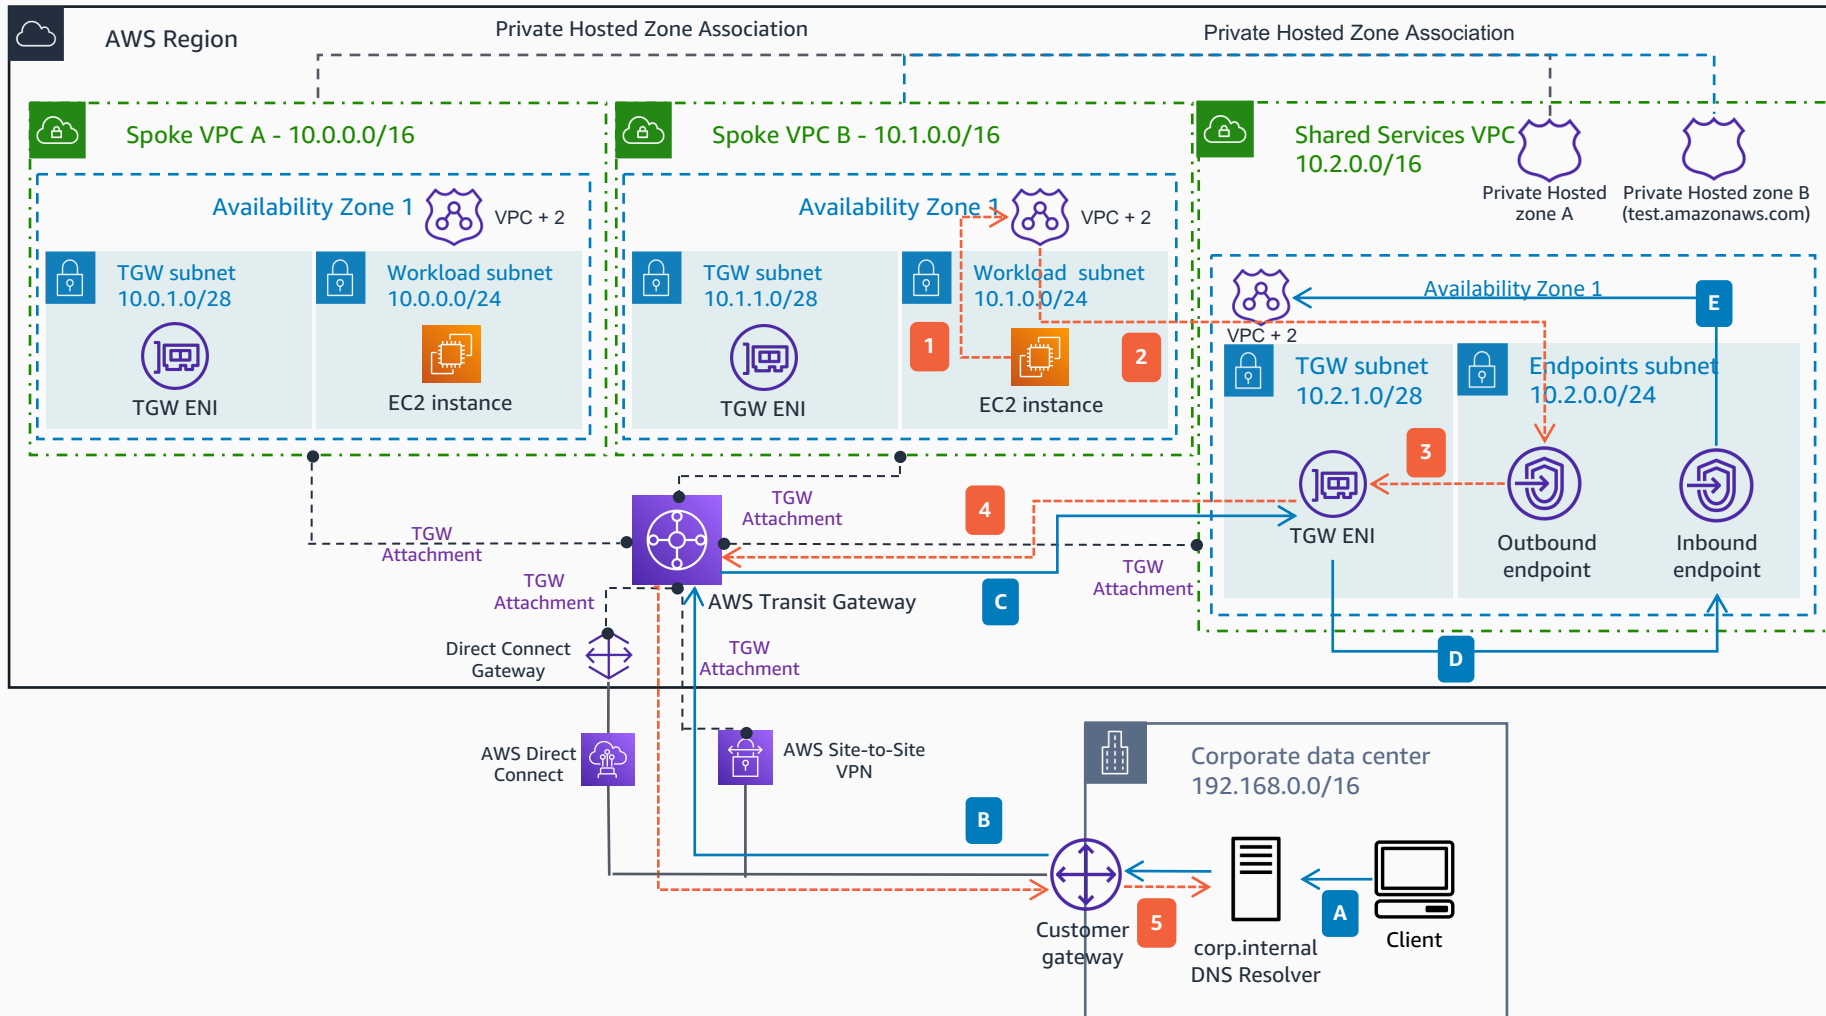 AWS Region
Private Hosted Zone Association
Private Hosted Zone Association
Spoke VPC A - 10.0.0.0/16
Availability Zone 1
VPC + 2
TGW subnet
10.0.1.0/28
TGW ENI
Workload subnet
10.0.0.0/24
EC2 instance
Spoke VPC B - 10.1.0.0/16
Availability Zone 1
VPC + 2
TGW subnet
10.1.1.0/28
TGW ENI
Workload subnet
10.1.0.0/24
1
2
EC2 instance
Shared Services VPC
10.2.0.0/16
Private Hosted
zone A
Private Hosted zone B
(test.amazonaws.com)
Availability Zone 1
E
VPC + 2
TGW subnet
10.2.1.0/28
TGW ENI
Endpoints subnet
10.2.0.0/24
3
Outbound
endpoint
Inbound
endpoint
TGW
Attachment
TGW
Attachment
4
TGW
Attachment
TGW
Attachment
AWS Transit Gateway
C
D
Direct Connect
Gateway
TGW
Attachment
AWS Direct
Connect
AWS Site-to-Site
VPN
Corporate data center
192.168.0.0/16
B
Customer
gateway
5
corp.internal
DNS Resolver
A
Client